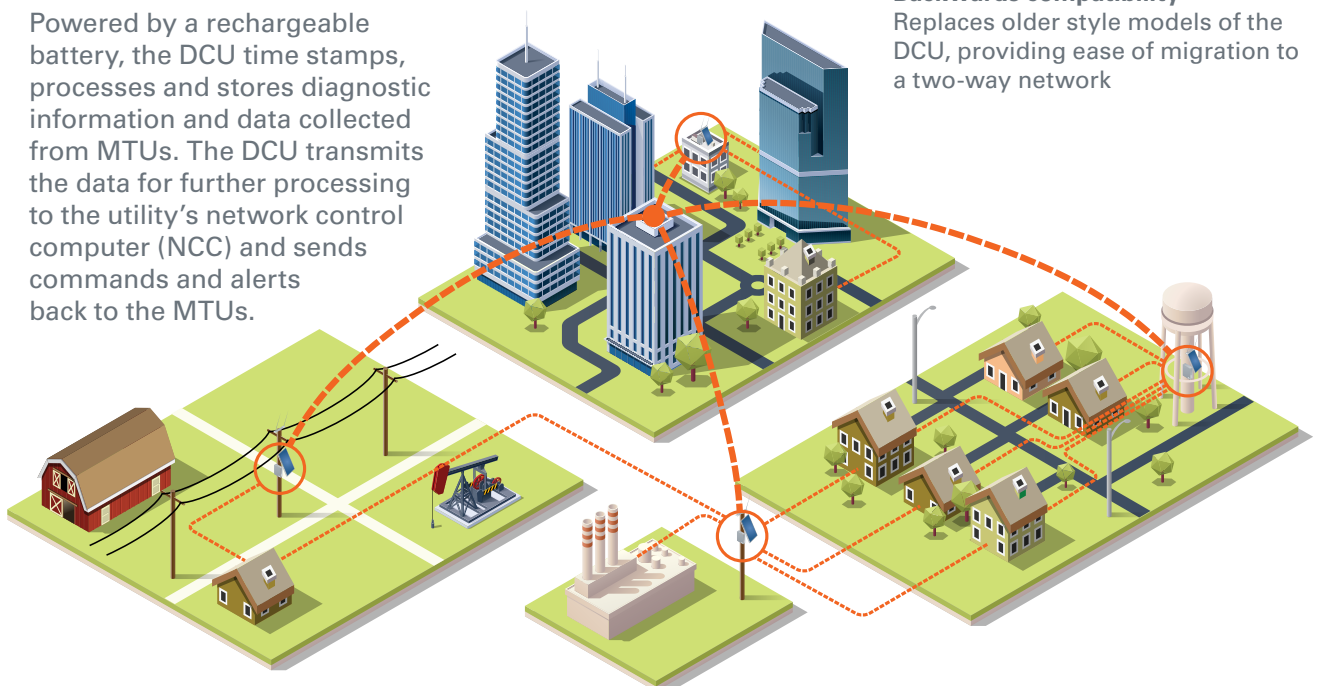 Powered by a rechargeable
battery, the DCU time stamps,
processes and stores diagnostic
information and data collected
from MTUs. The DCU transmits
the data for further processing
to the utility’s network control
computer (NCC) and sends
commands and alerts
back to the MTUs.
Backwards compatibility
Replaces older style models of the
DCU, providing ease of migration to
a two-way network